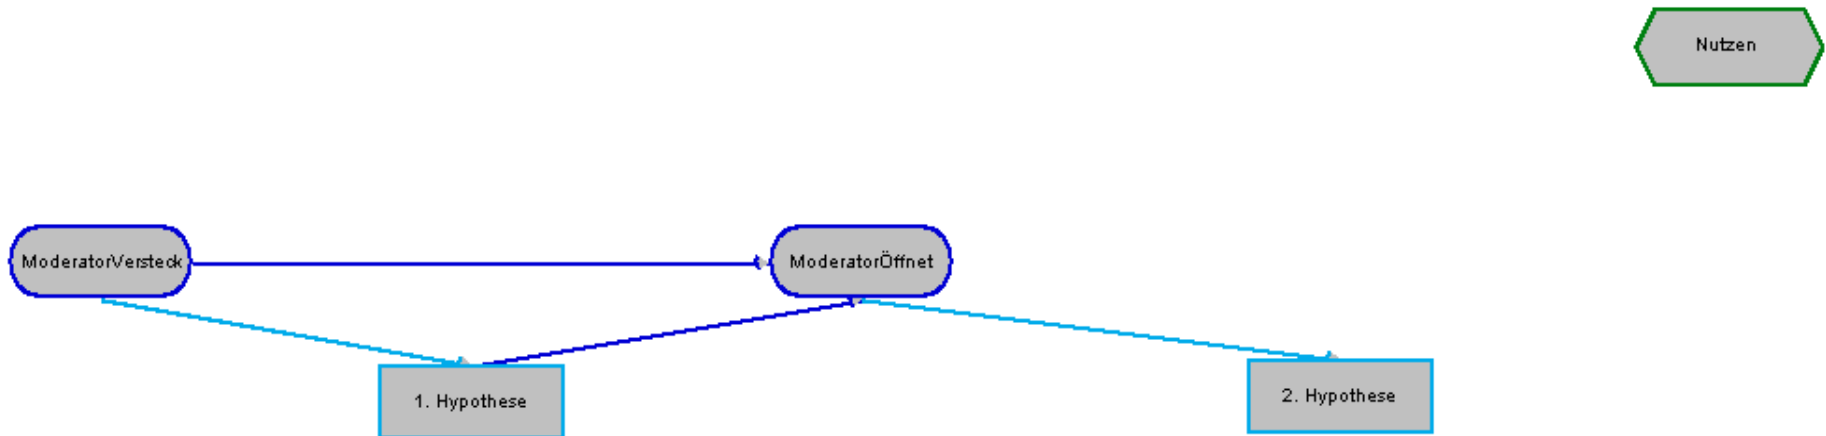 Nutzen
ModeratorVersteck
ModeratorÖffnet
1. Hypothese
2. Hypothese